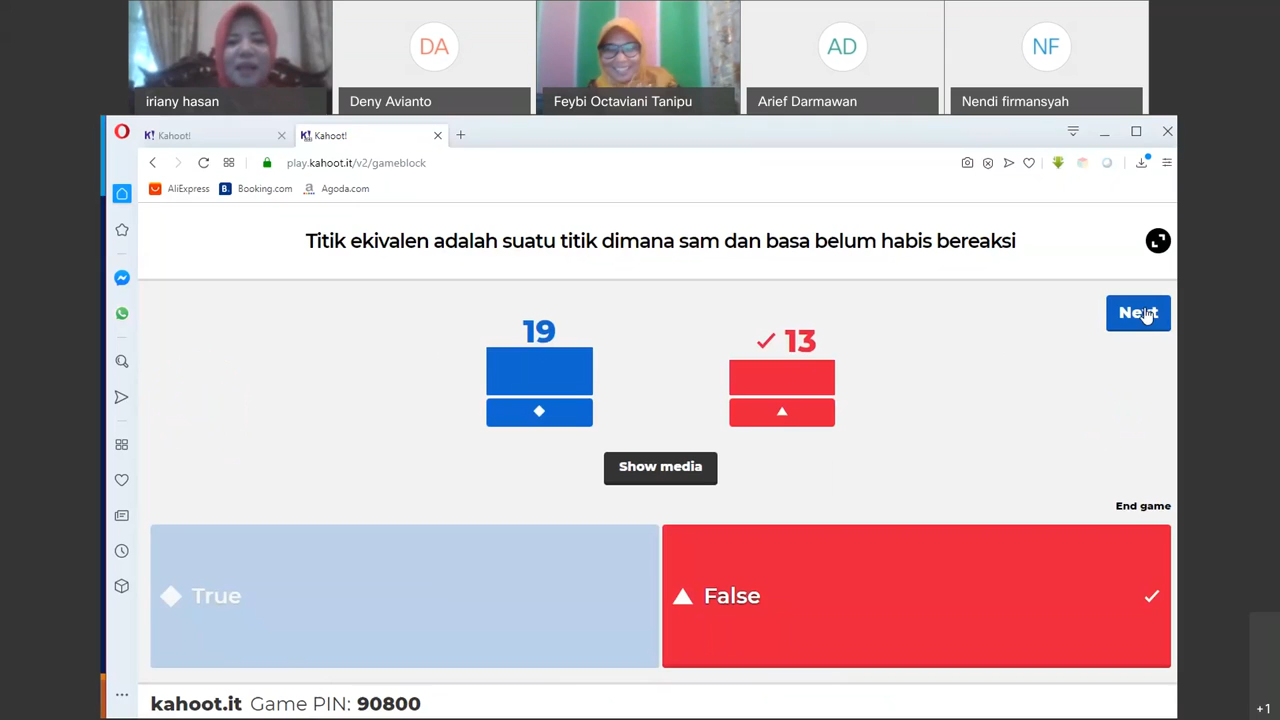 DA
AD
NF
iriany hasan
Deny Avianto
Feybi Octaviani Tanipu
Arief Darmawan
Nendi firmansyah
K! Kahoot!
K! Kahoot!
play.kahoot.it/v2/gameblock
AliExpress
B. Booking.com
a Agoda.com
Titik ekivalen adalah suatu titik dimana sam dan basa belum habis bereaksi
Next
19
13
Show media
End game
True
False
kahoot.it Game PIN: 90800
+1